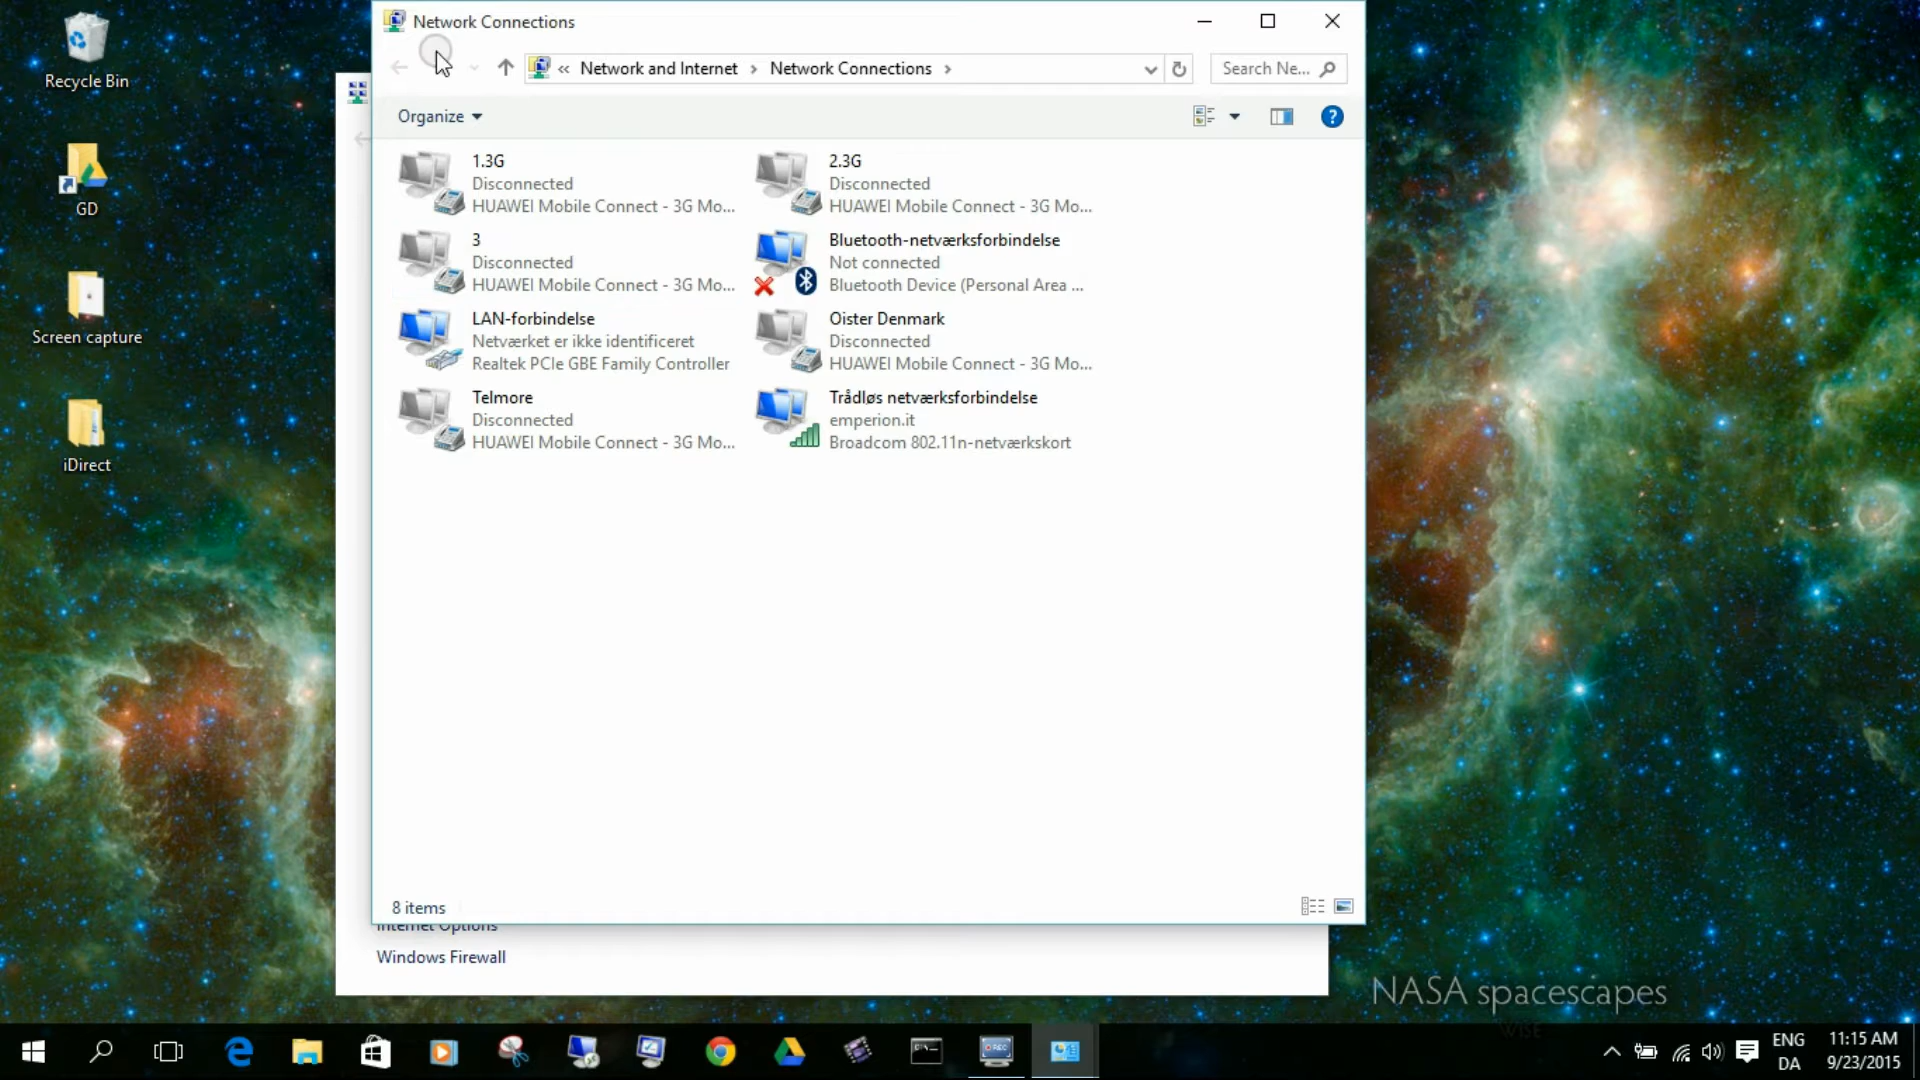 Network Connections
« Network and Internet > Network Connections >
Search Ne...
Organize
1.3G
Disconnected
HUAWEI Mobile Connect - 3G Mo...
2.3G
Disconnected
HUAWEI Mobile Connect - 3G Mo...
3
Disconnected
HUAWEI Mobile Connect - 3G Mo...
Bluetooth-netværksforbindelse
Not connected
Bluetooth Device (Personal Area ...
LAN-forbindelse
Netværket er ikke identificeret
Realtek PCIe GBE Family Controller
Oister Denmark
Disconnected
HUAWEI Mobile Connect - 3G Mo...
Telmore
Disconnected
HUAWEI Mobile Connect - 3G Mo...
Trådløs netværksforbindelse
emperion.it
Broadcom 802.11n-netværkskort
8 items
Internet Options
Windows Firewall
Recycle Bin
GD
Screen capture
iDirect
NASA spacescapes
WISE
REC
ENG
DA
11:15 AM
9/23/2015